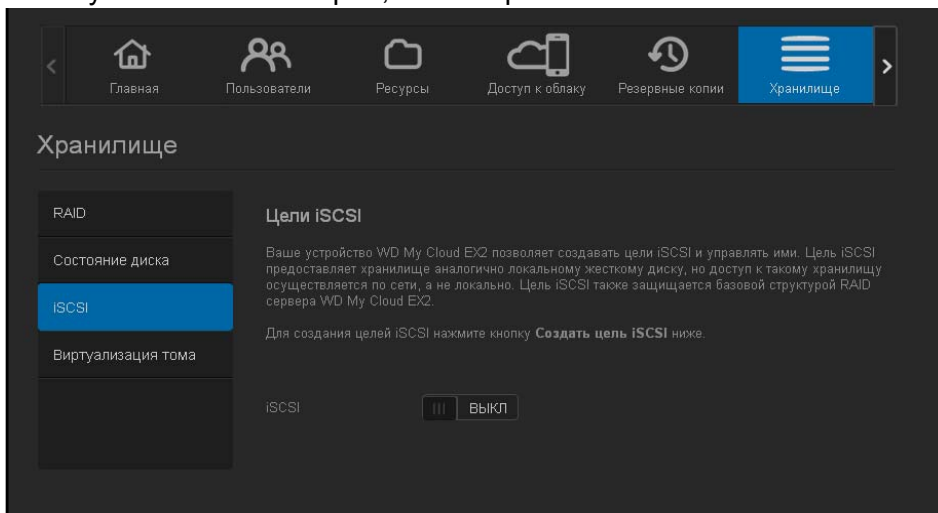 Главная
Пользователи
Ресурсы
Доступ к облаку
Резервные копии
Хранилище
Хранилище
RAID
Состояние диска
iSCSI
Виртуализация тома
Цели iSCSI
Ваше устройство WD My Cloud EX2 позволяет создавать цели iSCSI и управлять ими. Цель iSCSI
предоставляет хранилище аналогично локальному жесткому диску, но доступ к такому хранилищу
осуществляется по сети, а не локально. Цель iSCSI также защищается базовой структурой RAID
сервера WD My Cloud EX2.
Для создания целей iSCSI нажмите кнопку Создать цель iSCSI ниже.
iSCSI
ВЫКЛ